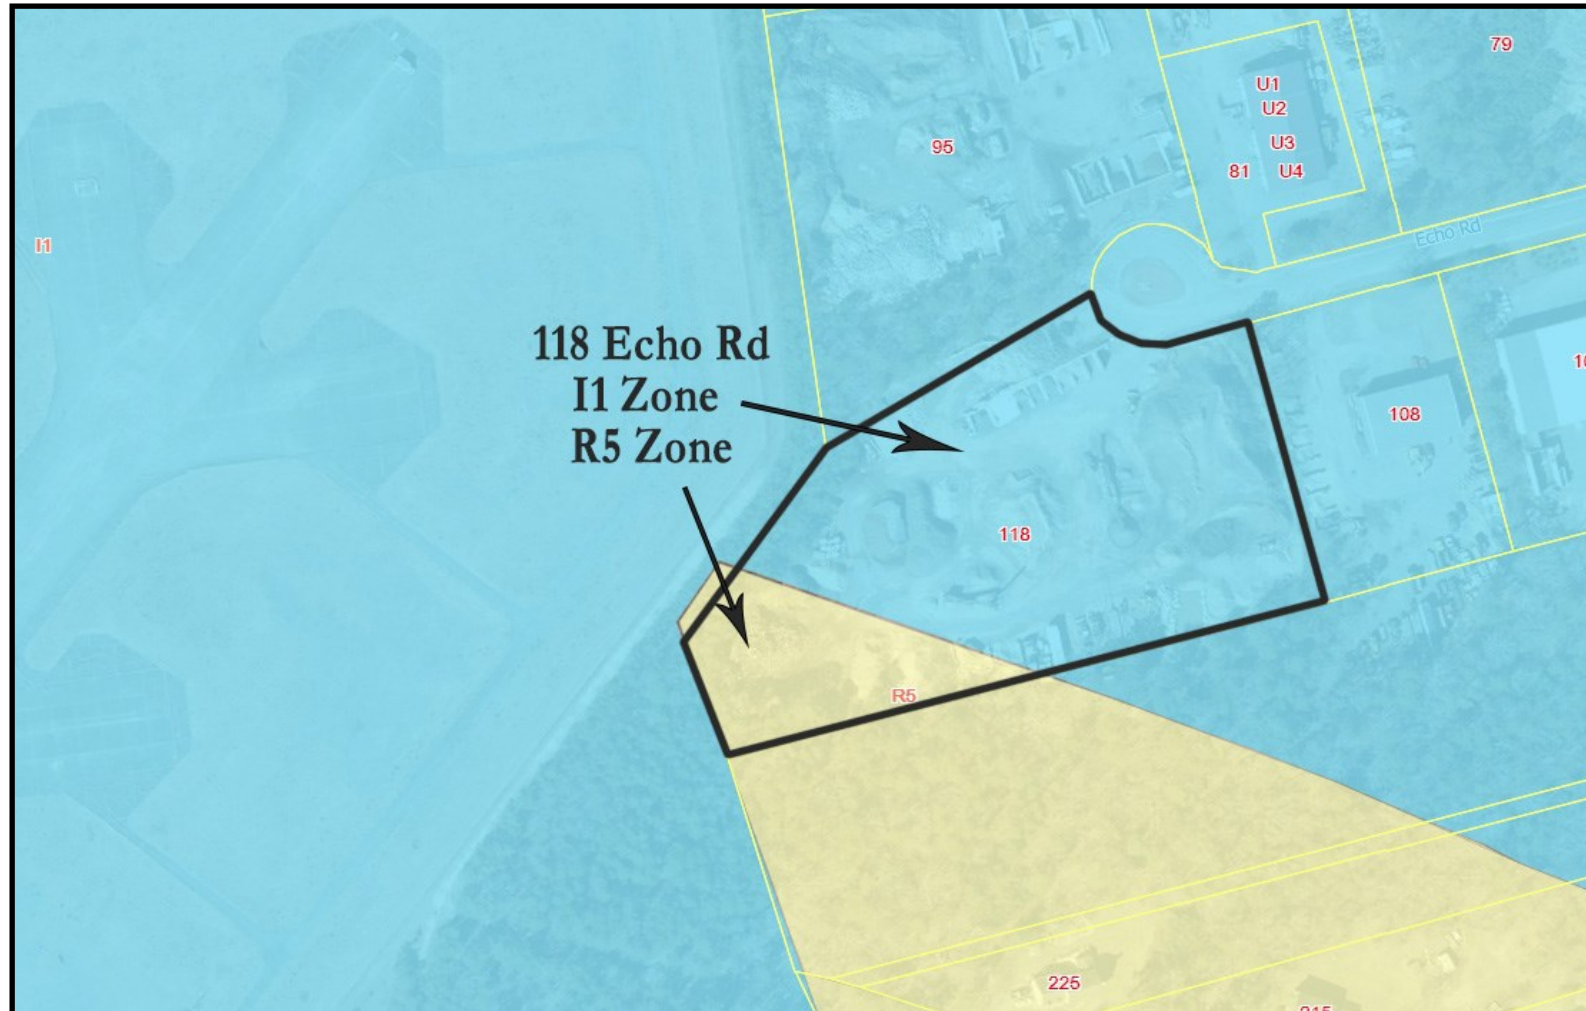 79
U1
U2
U3
95
81
U4
Echo Rd
I1
118 Echo Rd
I1 Zone
R5 Zone
108
118
R5
225